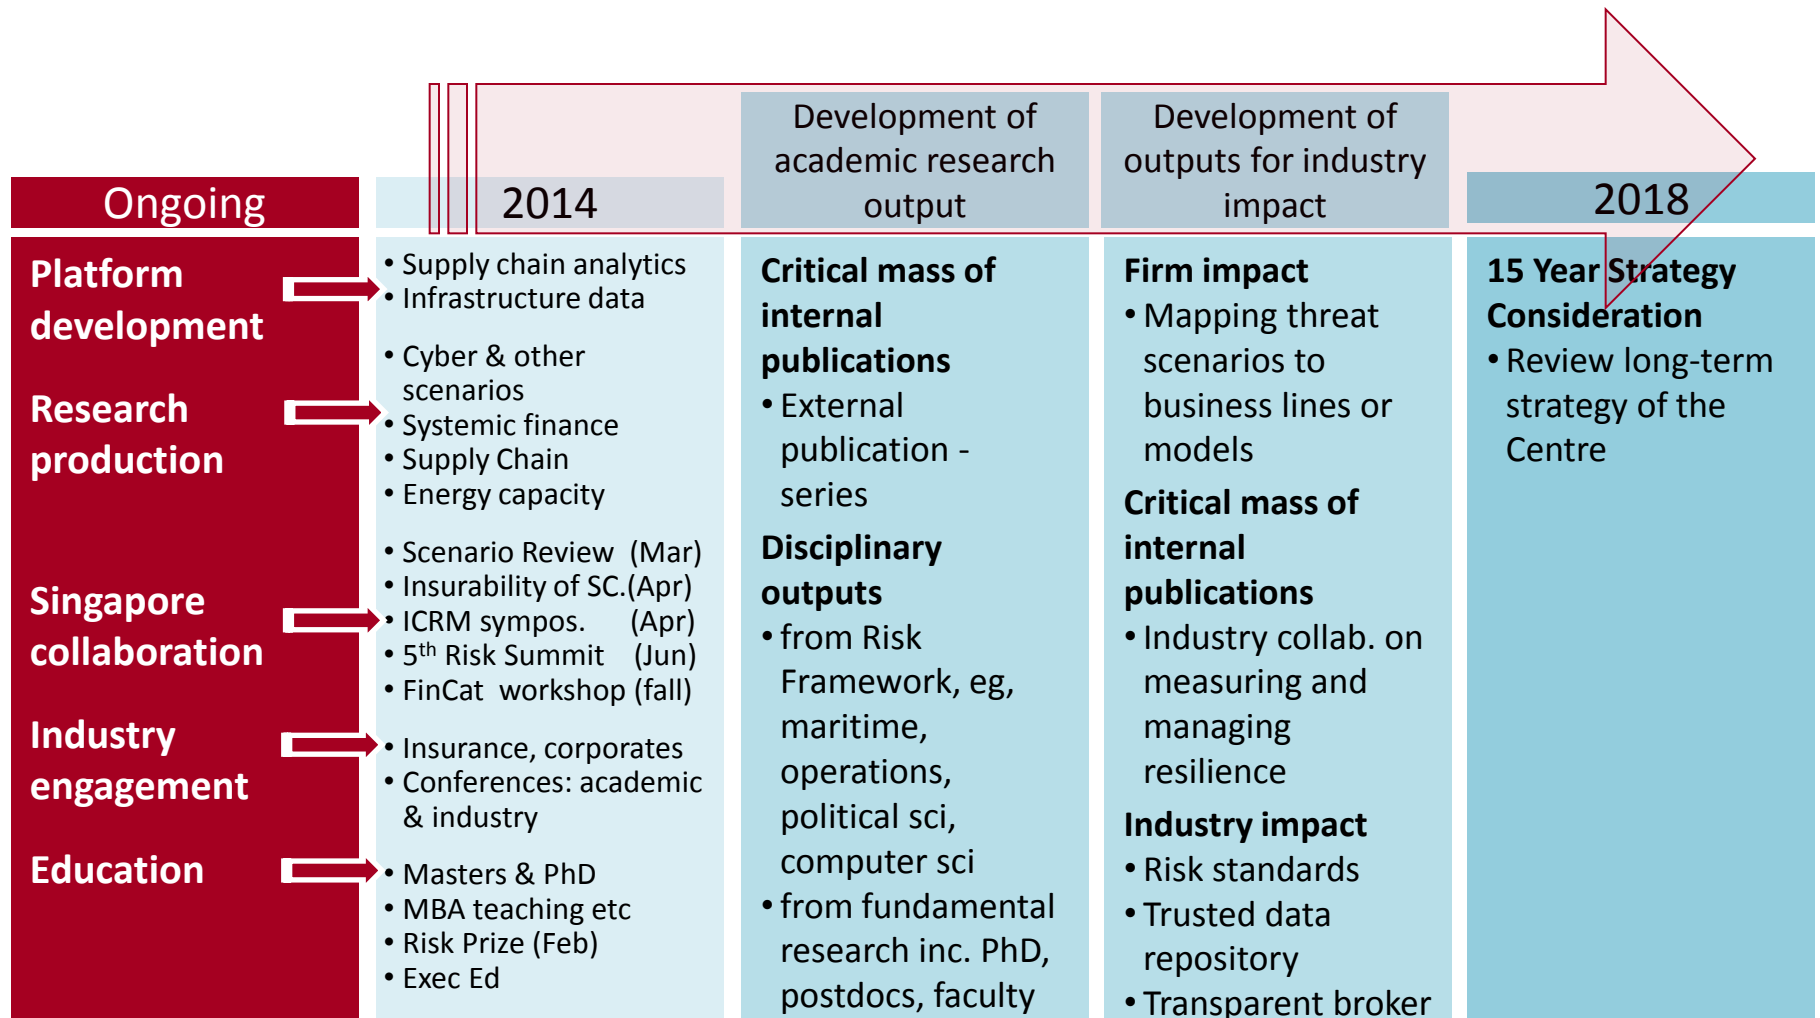 Ongoing
Platform
development
Research
production
Singapore
collaboration
Industry
engagement
Education
2014
• Supply chain analytics
• Infrastructure data
• Cyber & other
scenarios
• Systemic finance
• Supply Chain
• Energy capacity
• Scenario Review (Mar)
• Insurability of SC.(Apr)
• ICRM sympos. (Apr)
• 5th Risk Summit (Jun)
• FinCat workshop (fall)
• Insurance, corporates
• Conferences: academic
& industry
• Masters & PhD
• MBA teaching etc
• Risk Prize (Feb)
• Exec Ed
Development of
academic research
output
Critical mass of
internal
publications
• External
publication -
series
Disciplinary
outputs
• from Risk
Framework, eg,
maritime,
operations,
political sci,
computer sci
• from fundamental
research inc. PhD,
postdocs, faculty
Development of
outputs for industry
impact
Firm impact
• Mapping threat
scenarios to
business lines or
models
Critical mass of
internal
publications
• Industry collab. on
measuring and
managing
resilience
Industry impact
• Risk standards
• Trusted data
repository
• Transparent broker
2018
15 Year Strategy
Consideration
• Review long-term
strategy of the
Centre